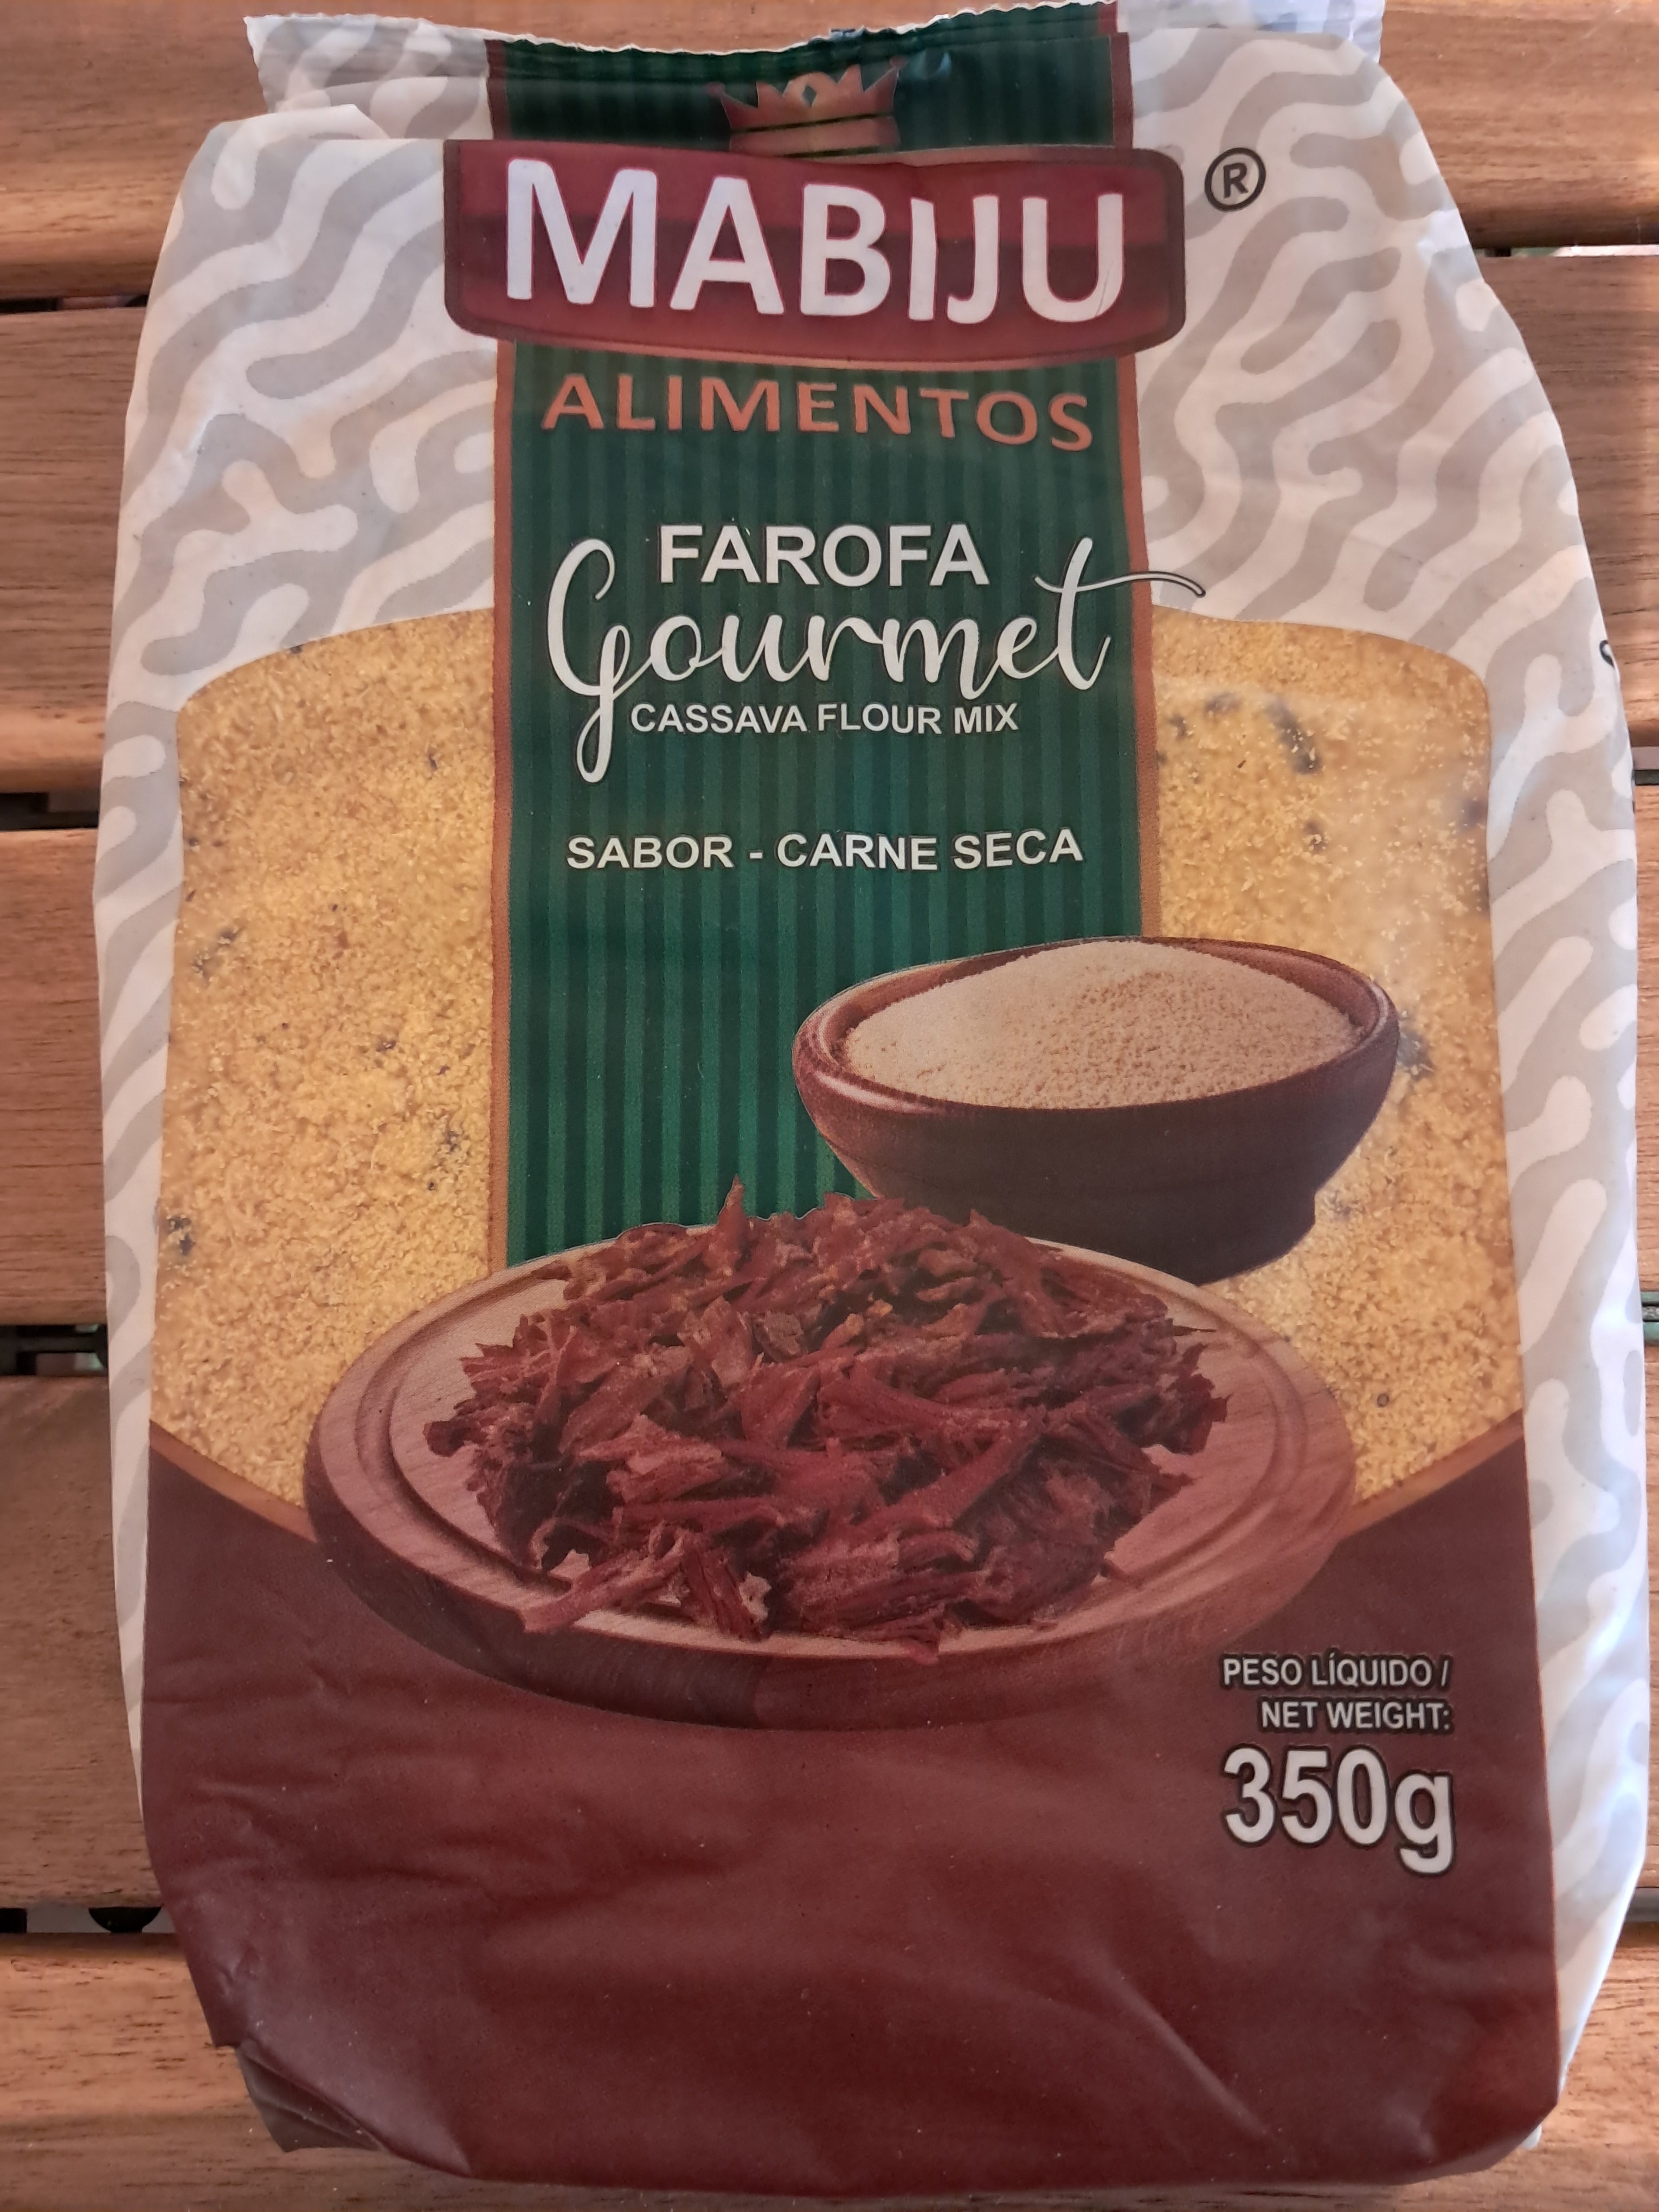 MABIJU ®
ALIMENTOS
FAROFA
Gourmet
CASSAVA FLOUR MIX
SABOR - CARNE SECA
PESO LÍQUIDO /
NET WEIGHT:
350g